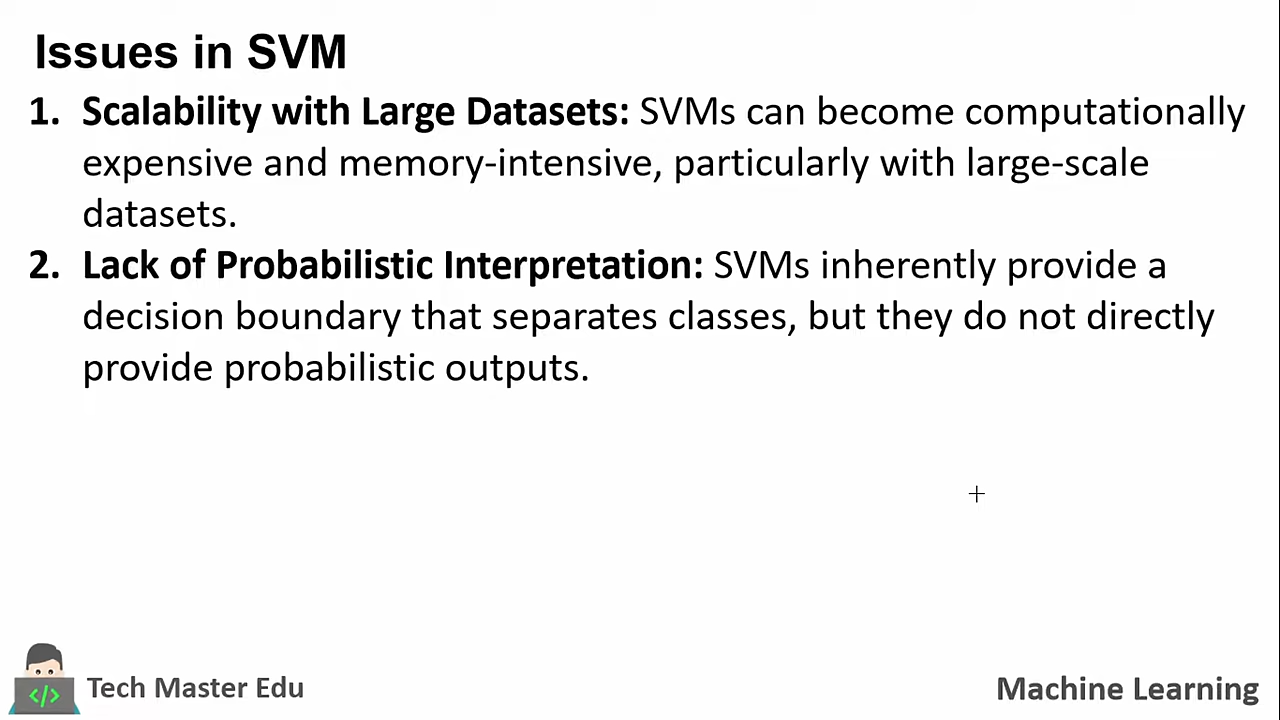 Issues in SVM
1. Scalability with Large Datasets: SVMs can become computationally
expensive and memory-intensive, particularly with large-scale
datasets.
2. Lack of Probabilistic Interpretation: SVMs inherently provide a
decision boundary that separates classes, but they do not directly
provide probabilistic outputs.
</>
Tech Master Edu
Machine Learning